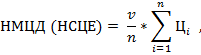 НМЦД (НСЦЕ) = v/n * ∑_{i=1}^{n} Ц_i ,